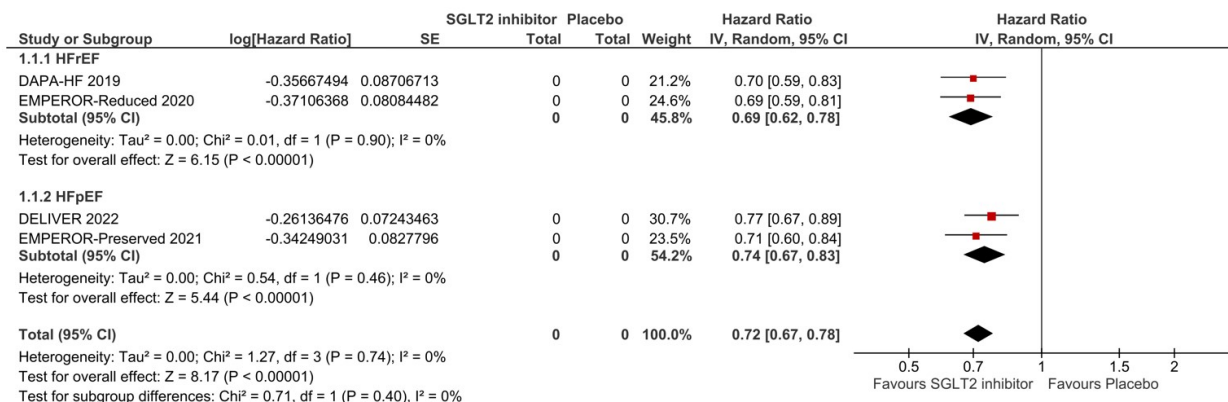 SGLT2 inhibitor Placebo Hazard Ratio Hazard Ratio
Study or Subgroup log[Hazard Ratio] SE Total Total Weight IV, Random, 95% CI IV, Random, 95% CI
1.1.1 HFrEF
DAPA-HF 2019 -0.35667494 0.08706713 0 0 21.2% 0.70 [0.59, 0.83]
EMPEROR-Reduced 2020 -0.37106368 0.08084482 0 0 24.6% 0.69 [0.59, 0.81]
Subtotal (95% CI) 0 0 45.8% 0.69 [0.62, 0.78]
Heterogeneity: Tau² = 0.00; Chi² = 0.01, df = 1 (P = 0.90); I² = 0%
Test for overall effect: Z = 6.15 (P < 0.00001)
1.1.2 HFpEF
DELIVER 2022 -0.26136476 0.07243463 0 0 30.7% 0.77 [0.67, 0.89]
EMPEROR-Preserved 2021 -0.34249031 0.0827796 0 0 23.5% 0.71 [0.60, 0.84]
Subtotal (95% CI) 0 0 54.2% 0.74 [0.67, 0.83]
Heterogeneity: Tau² = 0.00; Chi² = 0.54, df = 1 (P = 0.46); I² = 0%
Test for overall effect: Z = 5.44 (P < 0.00001)
Total (95% CI) 0 0 100.0% 0.72 [0.67, 0.78]
Heterogeneity: Tau² = 0.00; Chi² = 1.27, df = 3 (P = 0.74); I² = 0%
Test for overall effect: Z = 8.17 (P < 0.00001)
Test for subgroup differences: Chi² = 0.71, df = 1 (P = 0.40), I² = 0%
0.5 0.7 1 1.5 2
Favours SGLT2 inhibitor Favours Placebo